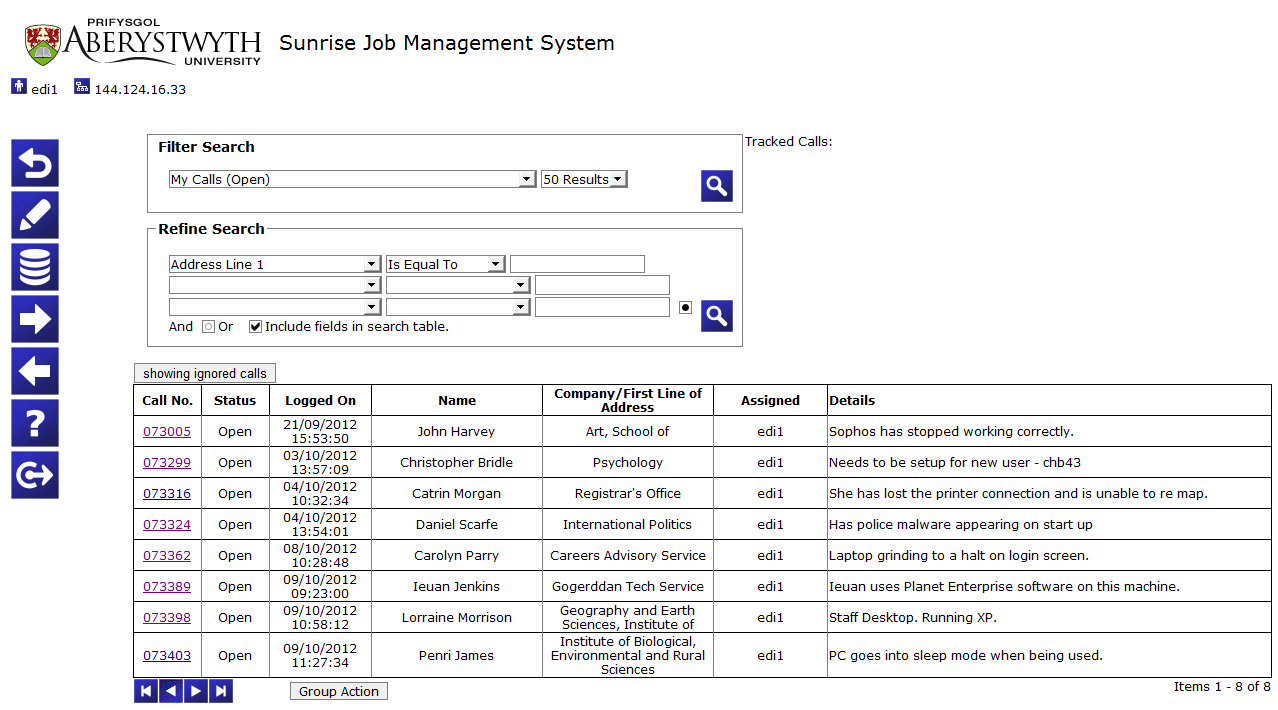 PRIFYSGOL
ABERYSTWYTH
UNIVERSITY
Sunrise Job Management System
edi1 144.124.16.33
Filter Search
Tracked Calls:
My Calls (Open) 50 Results
Refine Search
Address Line 1 Is Equal To
And Or Include fields in search table.
?
showing ignored calls
Call No. Status Logged On Name Company/First Line of Address Assigned Details
073005 Open 21/09/2012 15:53:50 John Harvey Art, School of edi1 Sophos has stopped working correctly.
073299 Open 03/10/2012 13:57:09 Christopher Bridle Psychology edi1 Needs to be setup for new user - chb43
073316 Open 04/10/2012 10:32:34 Catrin Morgan Registrar's Office edi1 She has lost the printer connection and is unable to re map.
073324 Open 04/10/2012 13:54:01 Daniel Scarfe International Politics edi1 Has police malware appearing on start up
073362 Open 08/10/2012 10:28:48 Carolyn Parry Careers Advisory Service edi1 Laptop grinding to a halt on login screen.
073389 Open 09/10/2012 09:23:00 Ieuan Jenkins Gogerddan Tech Service edi1 Ieuan uses Planet Enterprise software on this machine.
073398 Open 09/10/2012 10:58:12 Lorraine Morrison Geography and Earth Sciences, Institute of edi1 Staff Desktop. Running XP.
073403 Open 09/10/2012 11:27:34 Penri James Institute of Biological, Environmental and Rural Sciences edi1 PC goes into sleep mode when being used.
Group Action
Items 1 - 8 of 8